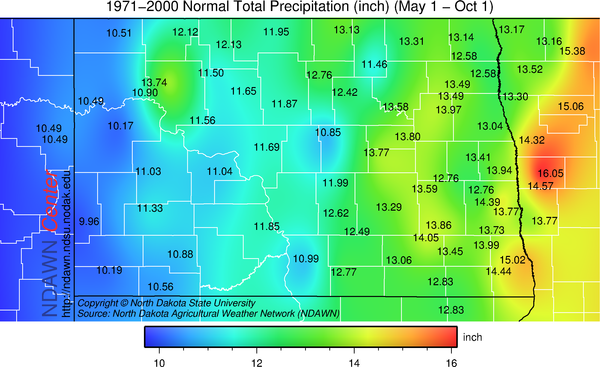 1971−2000 Normal Total Precipitation (inch) (May 1 − Oct 1)
10.51 12.12 11.95 13.13 13.17
12.13 13.31 13.14 13.16
12.58 15.38
11.46
11.50 12.76 12.58 13.52
13.74 13.49
10.90 11.65 12.42 13.49 13.30
10.49 11.87 13.58 13.97 15.06
11.56
10.49 10.17 10.85 13.04
10.49 13.80 14.32
11.69 13.77 13.41
11.03 11.04 13.94 16.05
11.99 12.76 14.57
13.59 12.76
11.33 12.62 13.29 14.39
9.96 13.77 13.77
11.85 12.49 13.86 13.73
14.05 13.99
10.88 10.99 13.06 13.45 15.02
10.19 12.77 14.44
10.56 12.83
12.83
NDAWN Center
http://ndawn.ndsu.nodak.edu
Copyright © North Dakota State University
Source: North Dakota Agricultural Weather Network (NDAWN)
inch
10 12 14 16